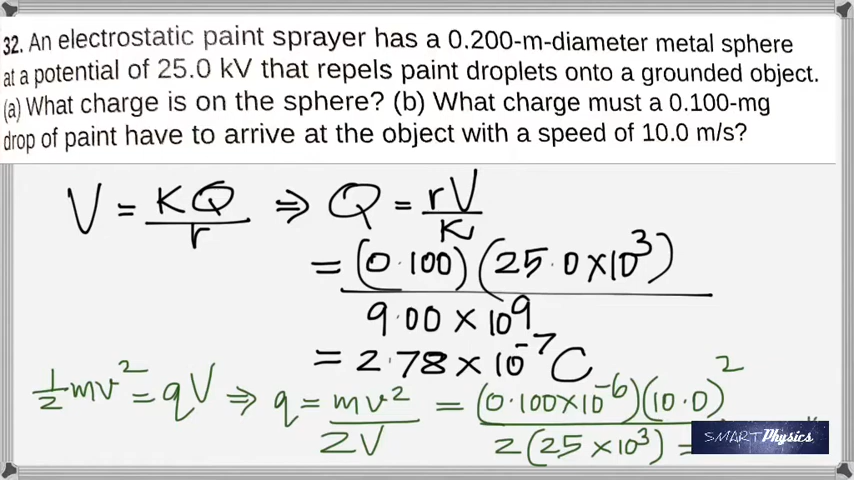 32. An electrostatic paint sprayer has a 0.200-m-diameter metal sphere
at a potential of 25.0 kV that repels paint droplets onto a grounded object.
(a) What charge is on the sphere? (b) What charge must a 0.100-mg
drop of paint have to arrive at the object with a speed of 10.0 m/s?
V = KQ/r ⇒ Q = rV/K
= (0.100)(25.0×10³)/9.00×10⁹
= 2.78×10⁻⁷C
½mv² = qV ⇒ q = mv²/2V = (0.100×10⁻⁶)(10.0)²/2(25×10³) =
SMART Physics